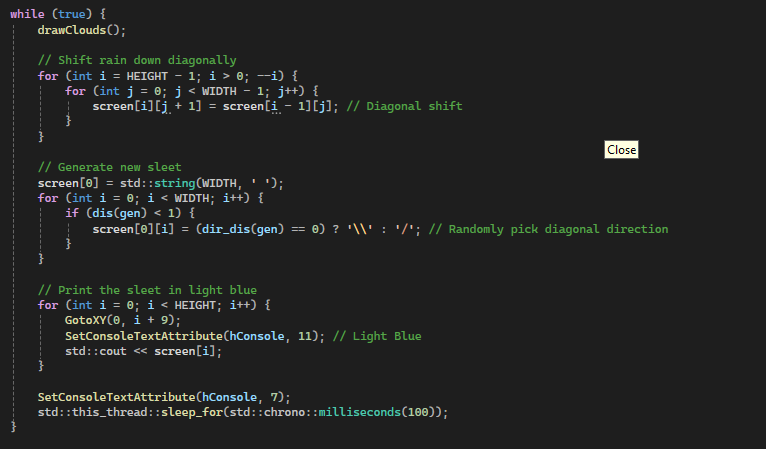 while (true) {
    drawClouds();

    // Shift rain down diagonally
    for (int i = HEIGHT - 1; i > 0; --i) {
        for (int j = 0; j < WIDTH - 1; j++) {
            screen[i][j + 1] = screen[i - 1][j]; // Diagonal shift
        }
    }
Close

    // Generate new sleet
    screen[0] = std::string(WIDTH, ' ');
    for (int i = 0; i < WIDTH; i++) {
        if (dis(gen) < 1) {
            screen[0][i] = (dir_dis(gen) == 0) ? '\\' : '/'; // Randomly pick diagonal direction
        }
    }

    // Print the sleet in light blue
    for (int i = 0; i < HEIGHT; i++) {
        GotoXY(0, i + 9);
        SetConsoleTextAttribute(hConsole, 11); // Light Blue
        std::cout << screen[i];
    }

    SetConsoleTextAttribute(hConsole, 7);
    std::this_thread::sleep_for(std::chrono::milliseconds(100));
}